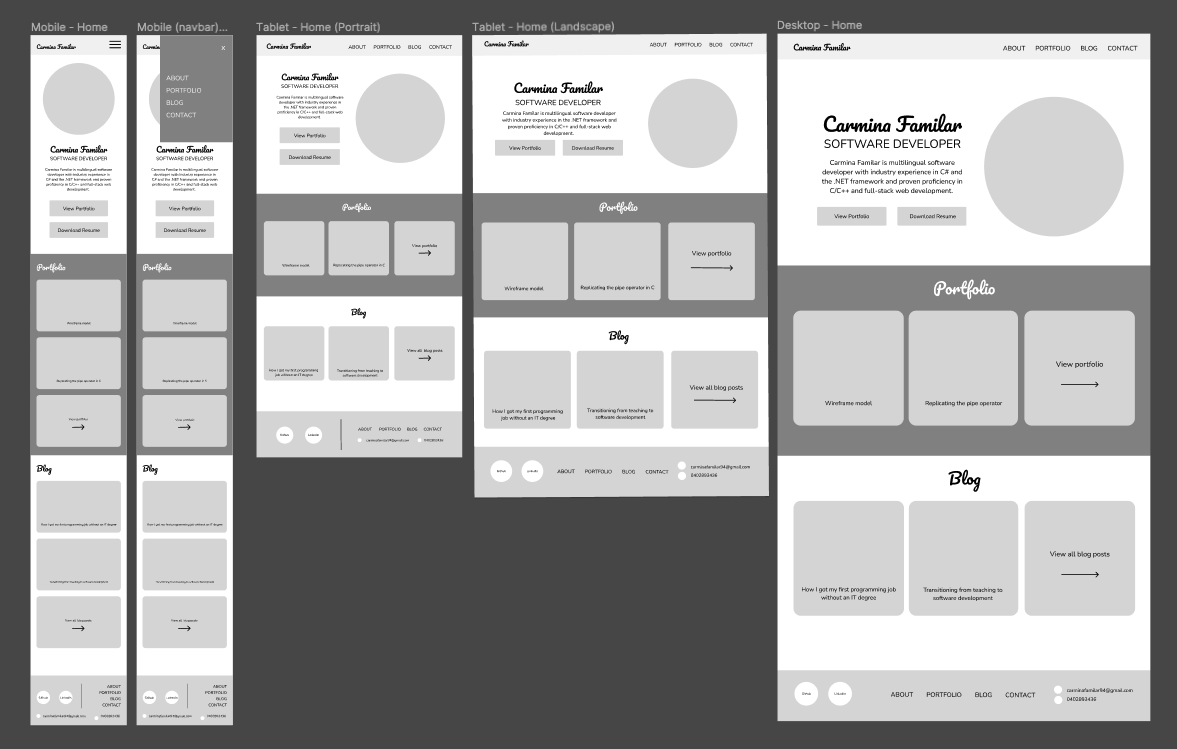 Mobile - Home
Carmina Familar
Carmina Familar
SOFTWARE DEVELOPER
Carmina Familar is multilingual software
developer with industry experience in
C# and the .NET framework and proven
proficiency in C/C++ and full-stack web
development.
View Portfolio
Download Resume
Portfolio
Wireframe model
Replicating the pipe operator in C
View portfolio
Blog
How I got my first programming job without an IT degree
Transitioning from teaching to software development
View all blog posts
Github
LinkedIn
ABOUT
PORTFOLIO
BLOG
CONTACT
carminafamilar94@gmail.com
0402893436
Mobile (navbar)...
Carmina
×
ABOUT
PORTFOLIO
BLOG
CONTACT
Carmina Familar
SOFTWARE DEVELOPER
Carmina Familar is multilingual software
developer with industry experience in
C# and the .NET framework and proven
proficiency in C/C++ and full-stack web
development.
View Portfolio
Download Resume
Portfolio
Wireframe model
Replicating the pipe operator in C
View portfolio
Blog
How I got my first programming job without an IT degree
Transitioning from teaching to software development
View all blog posts
Github
LinkedIn
ABOUT
PORTFOLIO
BLOG
CONTACT
carminafamilar94@gmail.com
0402893436
Tablet - Home (Portrait)
Carmina Familar
ABOUT PORTFOLIO BLOG CONTACT
Carmina Familar
SOFTWARE DEVELOPER
Carmina Familar is multilingual software
developer with industry experience in
the .NET framework and proven
proficiency in C/C++ and full-stack web
development.
View Portfolio
Download Resume
Portfolio
Wireframe model
Replicating the pipe operator in C
View portfolio
Blog
How I got my first programming
job without an IT degree
Transitioning from teaching to
software development
View all blog posts
Github
LinkedIn
ABOUT PORTFOLIO BLOG CONTACT
carminafamilar94@gmail.com
0402893436
Tablet - Home (Landscape)
Carmina Familar
ABOUT PORTFOLIO BLOG CONTACT
Carmina Familar
SOFTWARE DEVELOPER
Carmina Familar is multilingual software developer
with industry experience in the .NET framework and
proven proficiency in C/C++ and full-stack web
development.
View Portfolio
Download Resume
Portfolio
Wireframe model
Replicating the pipe operator in C
View portfolio
Blog
How I got my first programming
job without an IT degree
Transitioning from teaching to
software development
View all blog posts
Github
LinkedIn
ABOUT PORTFOLIO BLOG CONTACT
carminafamilar94@gmail.com
0402893436
Desktop - Home
Carmina Familar
ABOUT PORTFOLIO BLOG CONTACT
Carmina Familar
SOFTWARE DEVELOPER
Carmina Familar is multilingual software
developer with industry experience in C# and
the .NET framework and proven proficiency in
C/C++ and full-stack web development.
View Portfolio
Download Resume
Portfolio
Wireframe model
Replicating the pipe operator
View portfolio
Blog
How I got my first programming job
without an IT degree
Transitioning from teaching to
software development
View all blog posts
Github
LinkedIn
ABOUT PORTFOLIO BLOG CONTACT
carminafamilar94@gmail.com
0402893436